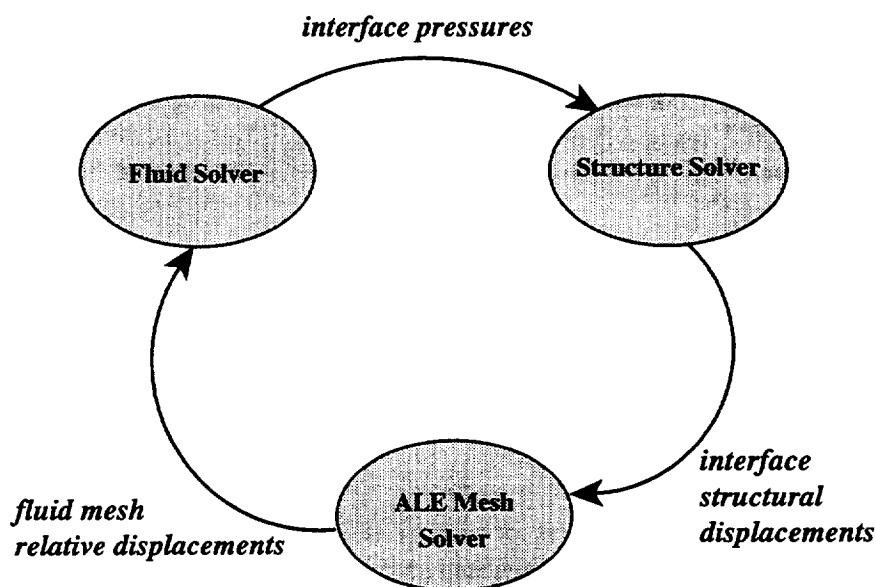 interface pressures
Fluid Solver
Structure Solver
interface
structural
displacements
ALE Mesh
Solver
fluid mesh
relative displacements